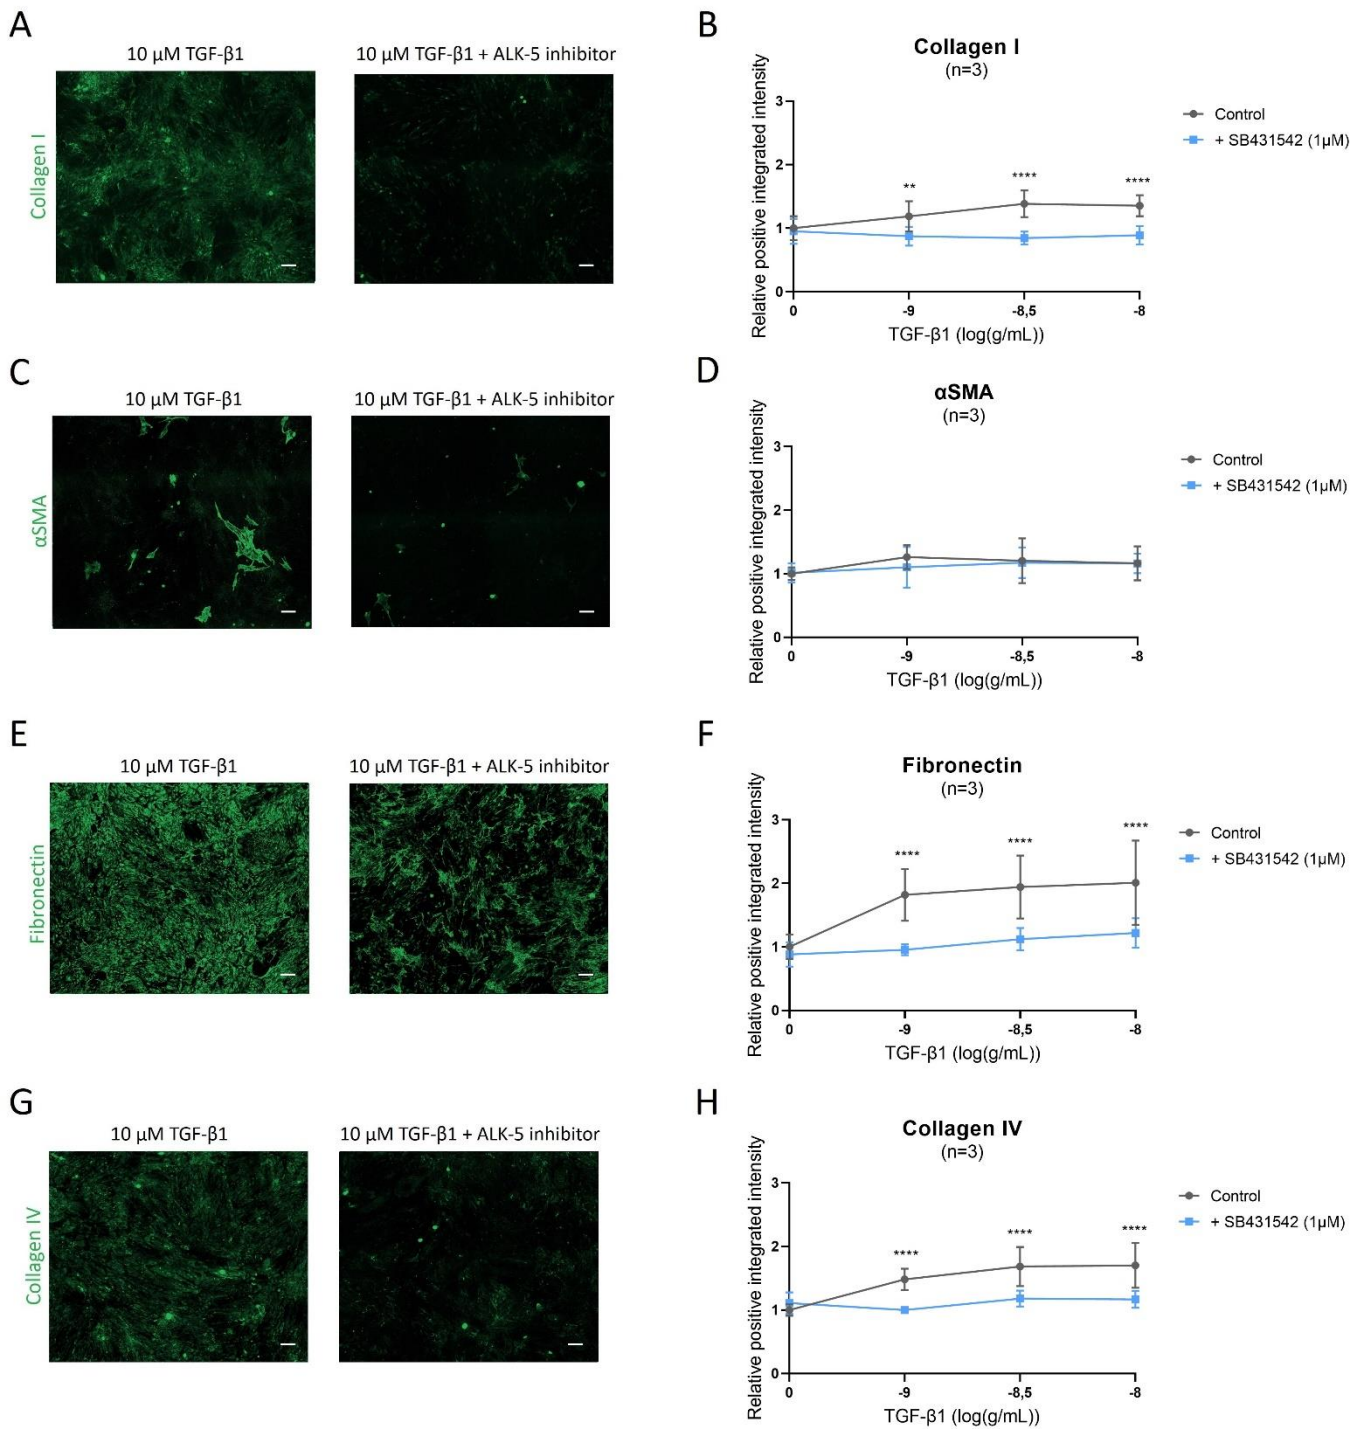 A
10 µM TGF-β1
10 µM TGF-β1 + ALK-5 inhibitor
Collagen I
B
Collagen I
(n=3)
Relative positive integrated intensity
3
2
1
0
**
****
****
0
-9
-8,5
-8
TGF-β1 (log(g/mL))
Control
+ SB431542 (1µM)
C
10 µM TGF-β1
10 µM TGF-β1 + ALK-5 inhibitor
αSMA
D
αSMA
(n=3)
Relative positive integrated intensity
3
2
1
0
0
-9
-8,5
-8
TGF-β1 (log(g/mL))
Control
+ SB431542 (1µM)
E
10 µM TGF-β1
10 µM TGF-β1 + ALK-5 inhibitor
Fibronectin
F
Fibronectin
(n=3)
Relative positive integrated intensity
3
2
1
0
****
****
****
0
-9
-8,5
-8
TGF-β1 (log(g/mL))
Control
+ SB431542 (1µM)
G
10 µM TGF-β1
10 µM TGF-β1 + ALK-5 inhibitor
Collagen IV
H
Collagen IV
(n=3)
Relative positive integrated intensity
3
2
1
0
****
****
****
0
-9
-8,5
-8
TGF-β1 (log(g/mL))
Control
+ SB431542 (1µM)